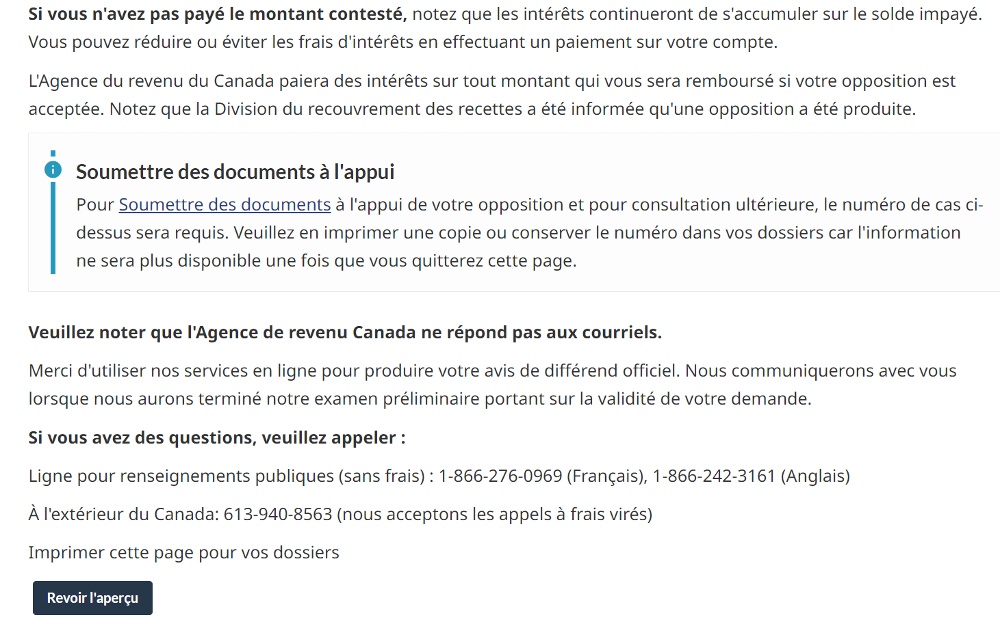 Si vous n'avez pas payé le montant contesté, notez que les intérêts continueront de s'accumuler sur le solde impayé.
Vous pouvez réduire ou éviter les frais d'intérêts en effectuant un paiement sur votre compte.
L'Agence du revenu du Canada paiera des intérêts sur tout montant qui vous sera remboursé si votre opposition est
acceptée. Notez que la Division du recouvrement des recettes a été informée qu'une opposition a été produite.
Soumettre des documents à l'appui
Pour Soumettre des documents à l'appui de votre opposition et pour consultation ultérieure, le numéro de cas ci-
dessus sera requis. Veuillez en imprimer une copie ou conserver le numéro dans vos dossiers car l'information
ne sera plus disponible une fois que vous quitterez cette page.
Veuillez noter que l'Agence de revenu Canada ne répond pas aux courriels.
Merci d'utiliser nos services en ligne pour produire votre avis de différend officiel. Nous communiquerons avec vous
lorsque nous aurons terminé notre examen préliminaire portant sur la validité de votre demande.
Si vous avez des questions, veuillez appeler :
Ligne pour renseignements publiques (sans frais) : 1-866-276-0969 (Français), 1-866-242-3161 (Anglais)
À l'extérieur du Canada: 613-940-8563 (nous acceptons les appels à frais virés)
Imprimer cette page pour vos dossiers
Revoir l'aperçu